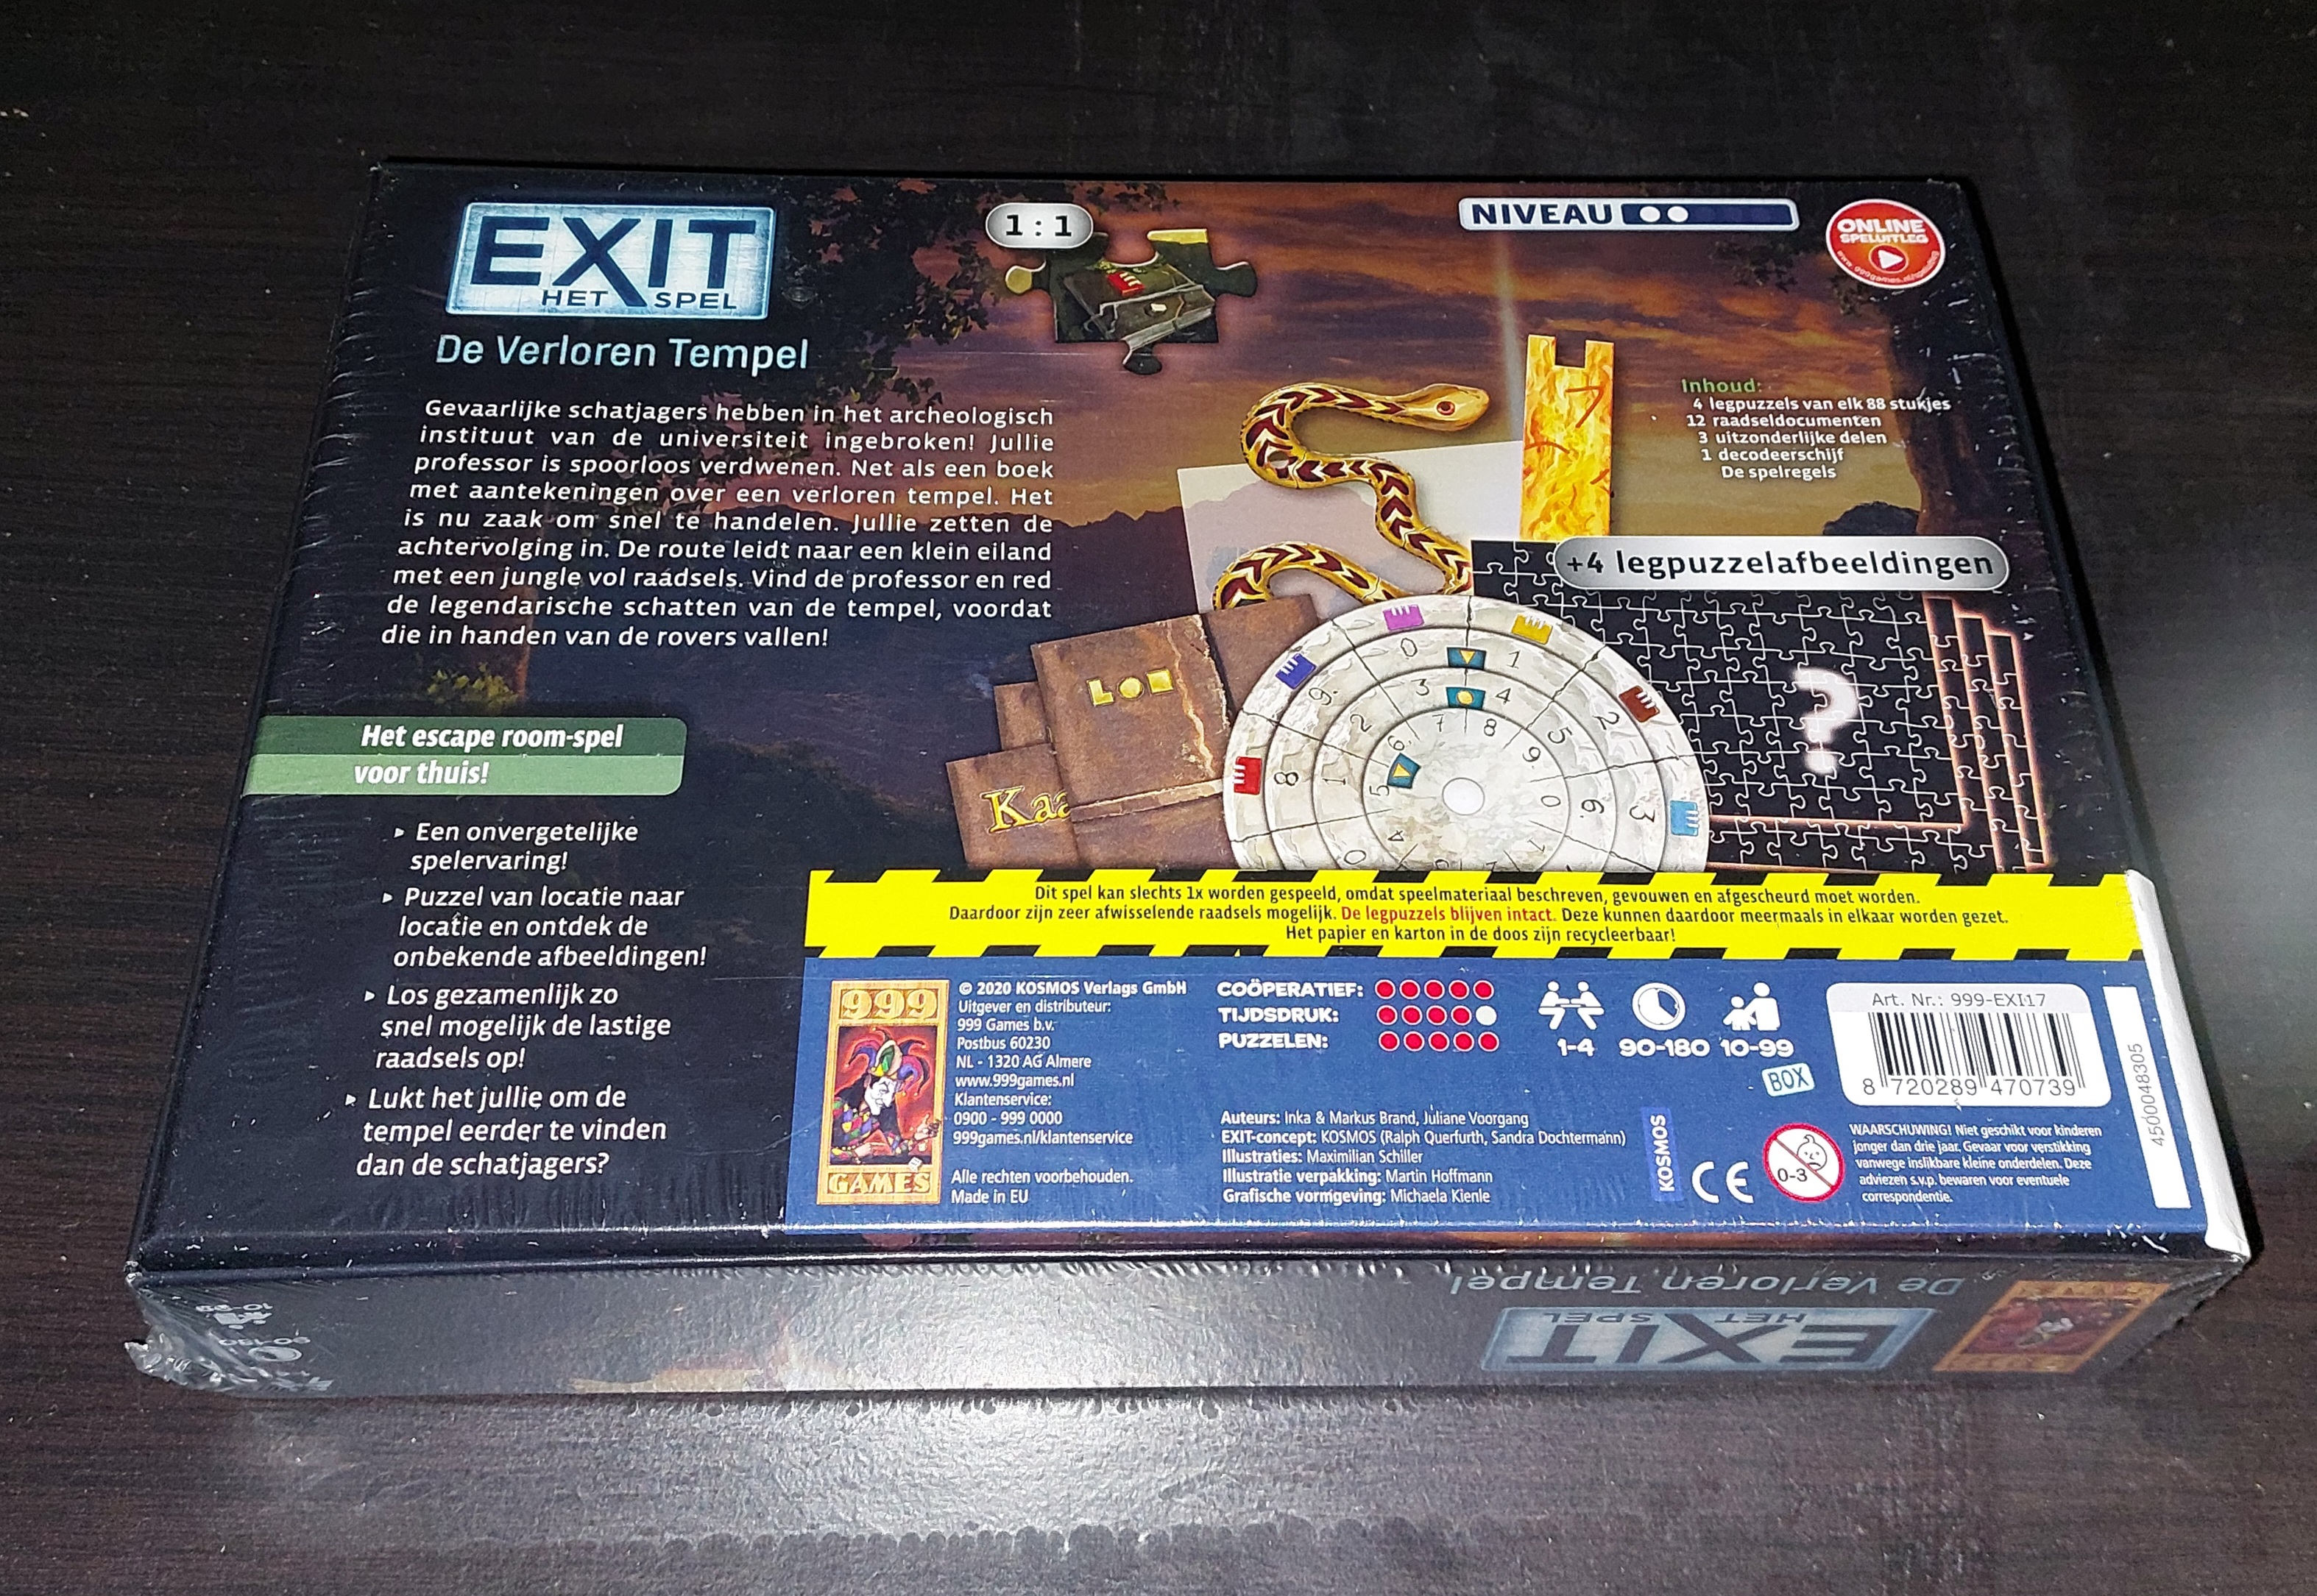 EXIT
HET SPEL
De Verloren Tempel
1:1
NIVEAU
ONLINE
SPELUITLEG
Gevaarlijke schatjagers hebben in het archeologisch
instituut van de universiteit ingebroken! Jullie
professor is spoorloos verdwenen. Net als een boek
met aantekeningen over een verloren tempel. Het
is nu zaak om snel te handelen. Jullie zetten de
achtervolging in. De route leidt naar een klein eiland
met een jungle vol raadsels. Vind de professor en red
de legendarische schatten van de tempel, voordat
die in handen van de rovers vallen!
Inhoud:
4 legpuzzels van elk 88 stukjes
12 raadseldocumenten
3 uitzonderlijke delen
1 decodeerschijf
De spelregels
+4 legpuzzelafbeeldingen
?
Kaa
Het escape room-spel
voor thuis!
▸ Een onvergetelijke
spelervaring!
▸ Puzzel van locatie naar
locatie en ontdek de
onbekende afbeeldingen!
▸ Los gezamenlijk zo
snel mogelijk de lastige
raadsels op!
▸ Lukt het jullie om de
tempel eerder te vinden
dan de schatjagers?
Dit spel kan slechts 1x worden gespeeld, omdat speelmateriaal beschreven, gevouwen en afgescheurd moet worden.
Daardoor zijn zeer afwisselende raadsels mogelijk. De legpuzzels blijven intact. Deze kunnen daardoor meermaals in elkaar worden gezet.
Het papier en karton in de doos zijn recycleerbaar!
999
GAMES
© 2020 KOSMOS Verlags GmbH
Uitgever en distributeur:
999 Games b.v.
Postbus 60230
NL - 1320 AG Almere
www.999games.nl
Klantenservice:
0900 - 999 0000
999games.nl/klantenservice
Alle rechten voorbehouden.
Made in EU
COÖPERATIEF:
TIJDSDRUK:
PUZZELEN:
1-4 90-180 10-99
BOX
Auteurs: Inka & Markus Brand, Juliane Voorgang
EXIT-concept: KOSMOS (Ralph Querfurth, Sandra Dochtermann)
Illustraties: Maximilian Schiller
Illustratie verpakking: Martin Hoffmann
Grafische vormgeving: Michaela Kienle
KOSMOS
CE
0-3
Art. Nr.: 999-EXI17
8 720289 470739
WAARSCHUWING! Niet geschikt voor kinderen
jonger dan drie jaar. Gevaar voor verstikking
vanwege inslikbare kleine onderdelen. Deze
adviezen s.v.p. bewaren voor eventuele
correspondentie.
4500048305
De Verloren Tempel
EXIT
HET SPEL
10-99